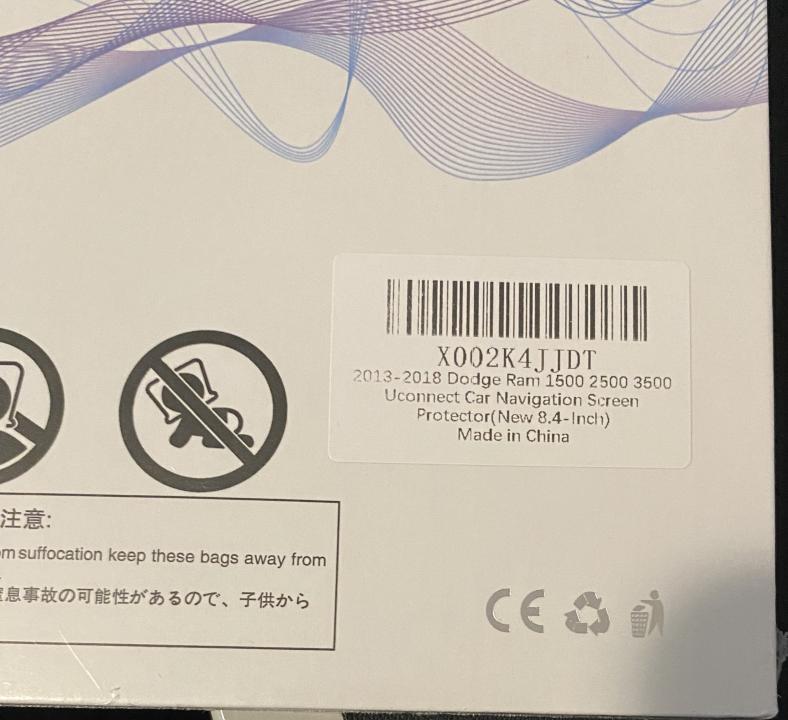 X002K4JJDT
2013-2018 Dodge Ram 1500 2500 3500
Uconnect Car Navigation Screen
Protector(New 8.4-Inch)
Made in China
注意:
suffocation keep these bags away from
息事故の可能性があるので、子供から
CE